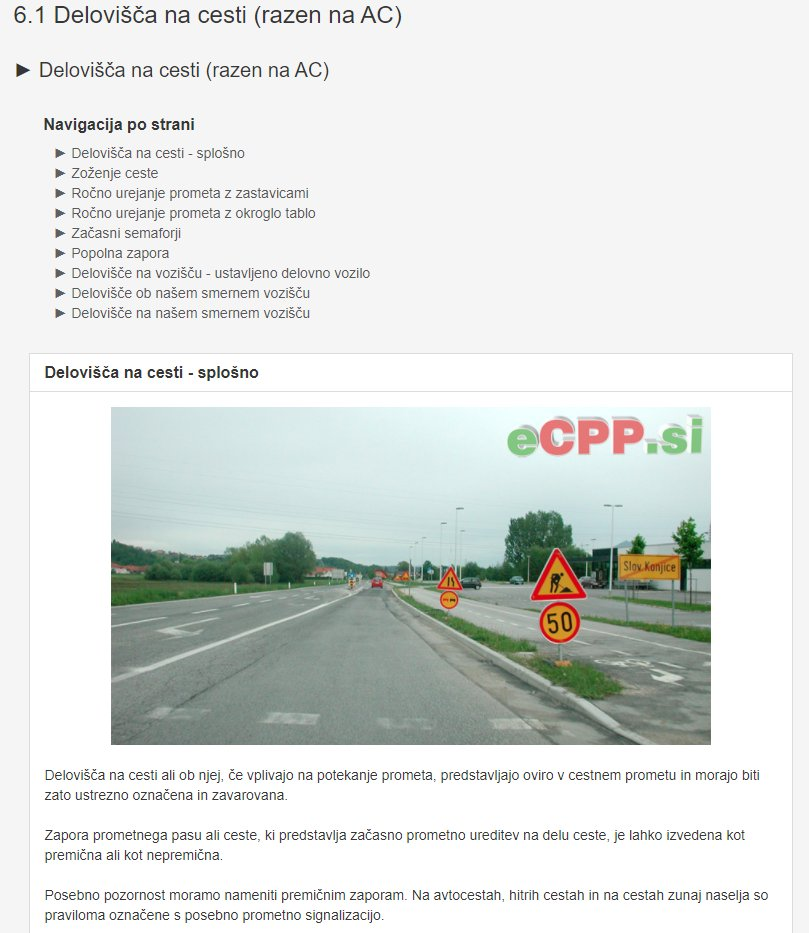 6.1 Delovišča na cesti (razen na AC)
► Delovišča na cesti (razen na AC)
Navigacija po strani
► Delovišča na cesti - splošno
► Zoženje ceste
► Ročno urejanje prometa z zastavicami
► Ročno urejanje prometa z okroglo tablo
► Začasni semaforji
► Popolna zapora
► Delovišče na vozišču - ustavljeno delovno vozilo
► Delovišče ob našem smernem vozišču
► Delovišče na našem smernem vozišču
Delovišča na cesti - splošno
eCPP.si
Slov. Konjice
50
Delovišča na cesti ali ob njej, če vplivajo na potekanje prometa, predstavljajo oviro v cestnem prometu in morajo biti
zato ustrezno označena in zavarovana.
Zapora prometnega pasu ali ceste, ki predstavlja začasno prometno ureditev na delu ceste, je lahko izvedena kot
premična ali kot nepremična.
Posebno pozornost moramo nameniti premičnim zaporam. Na avtocestah, hitrih cestah in na cestah zunaj naselja so
praviloma označene s posebno prometno signalizacijo.